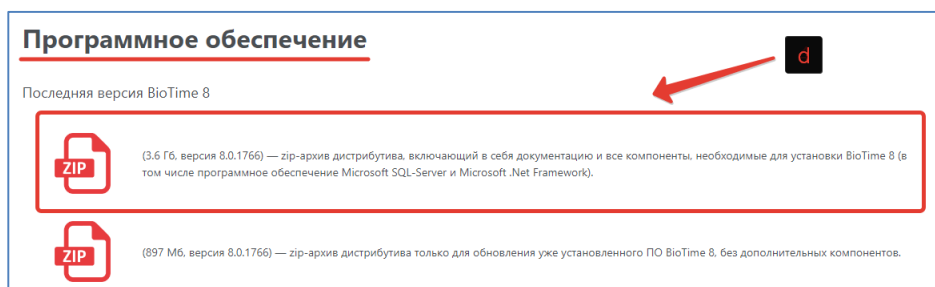 Программное обеспечение
d
Последняя версия BioTime 8
ZIP
(3.6 Гб, версия 8.0.1766) — zip-архив дистрибутива, включающий в себя документацию и все компоненты, необходимые для установки BioTime 8 (в
том числе программное обеспечение Microsoft SQL-Server и Microsoft .Net Framework).
ZIP
(897 Мб, версия 8.0.1766) — zip-архив дистрибутива только для обновления уже установленного ПО BioTime 8, без дополнительных компонентов.